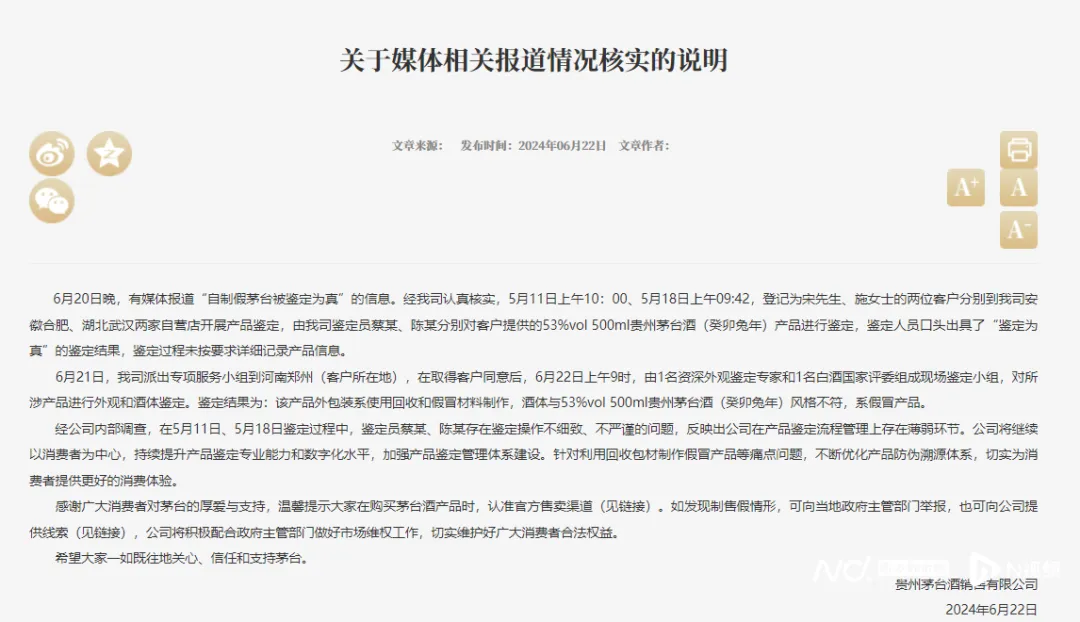 关于媒体相关报道情况核实的说明
文章来源： 发布时间：2024年06月22日 文章作者：
A+ A
A-
6月20日晚，有媒体报道“自制假茅台被鉴定为真”的信息。经我司认真核实，5月11日上午10：00、5月18日上午09:42，登记为宋先生、施女士的两位客户分别到我司安
徽合肥、湖北武汉两家自营店开展产品鉴定，由我司鉴定员蔡某、陈某分别对客户提供的53%vol 500ml贵州茅台酒（癸卯兔年）产品进行鉴定，鉴定人员口头出具了“鉴定为
真”的鉴定结果，鉴定过程未按要求详细记录产品信息。
6月21日，我司派出专项服务小组到河南郑州（客户所在地），在取得客户同意后，6月22日上午9时，由1名资深外观鉴定专家和1名白酒国家评委组成现场鉴定小组，对所
涉产品进行外观和酒体鉴定。鉴定结果为：该产品外包装系使用回收和假冒材料制作，酒体与53%vol 500ml贵州茅台酒（癸卯兔年）风格不符，系假冒产品。
经公司内部调查，在5月11日、5月18日鉴定过程中，鉴定员蔡某、陈某存在鉴定操作不细致、不严谨的问题，反映出公司在产品鉴定流程管理上存在薄弱环节。公司将继续
以消费者为中心，持续提升产品鉴定专业能力和数字化水平，加强产品鉴定管理体系建设。针对利用回收包材制作假冒产品等痛点问题，不断优化产品防伪溯源体系，切实为消
费者提供更好的消费体验。
感谢广大消费者对茅台的厚爱与支持，温馨提示大家在购买茅台酒产品时，认准官方售卖渠道（见链接）。如发现制售假情形，可向当地政府主管部门举报，也可向公司提
供线索（见链接），公司将积极配合政府主管部门做好市场维权工作，切实维护好广大消费者合法权益。
希望大家一如既往地关心、信任和支持茅台。
贵州茅台酒销售有限公司
2024年6月22日